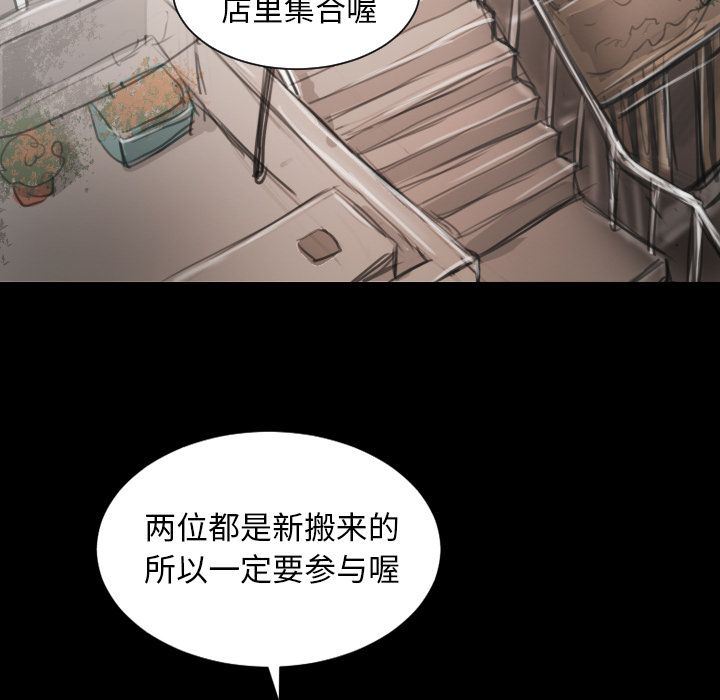 店里集合喔
两位都是新搬来的
所以一定要参与喔